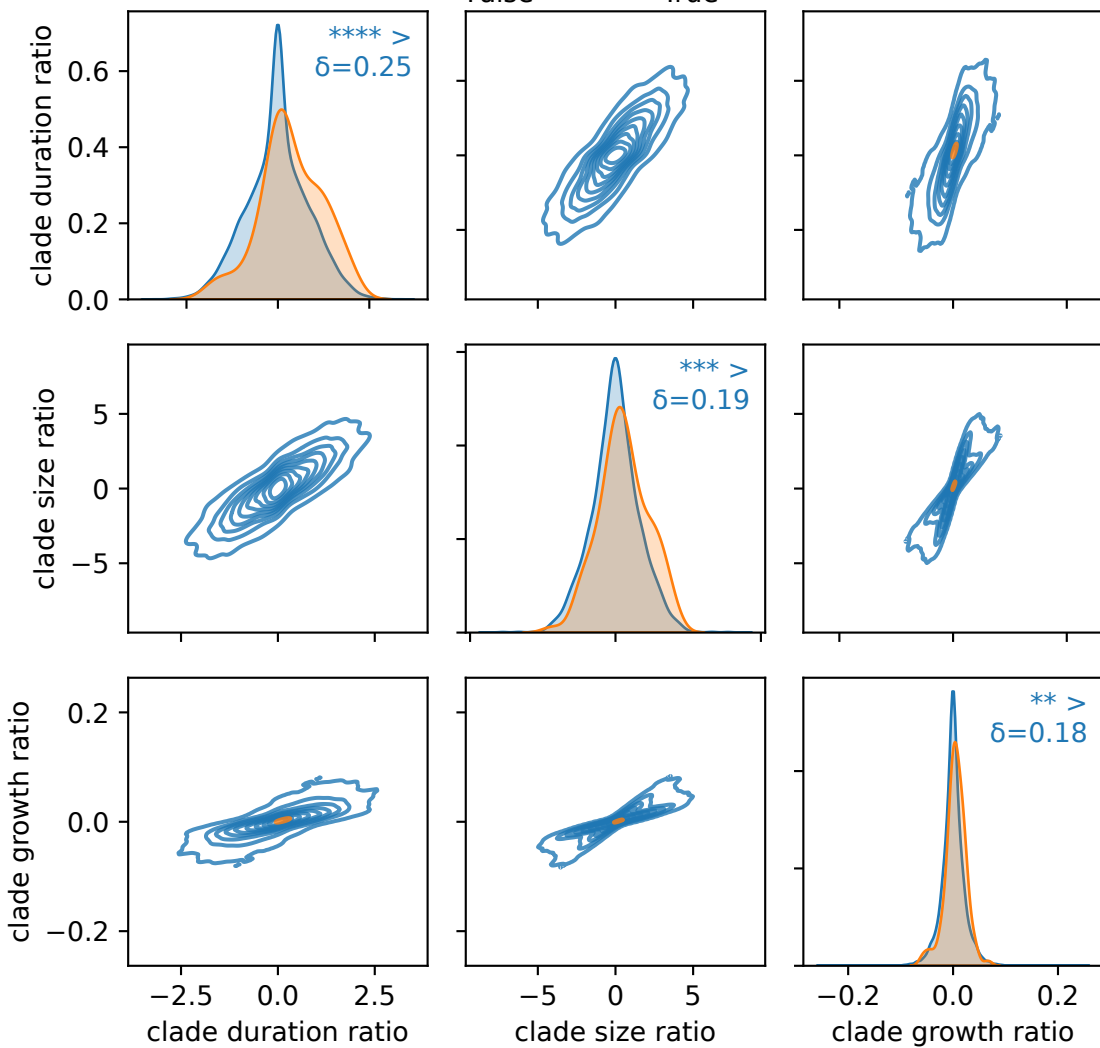 clade duration ratio
0.6
0.4
0.2
0.0
**** >
δ=0.25
clade size ratio
5
0
−5
*** >
δ=0.19
clade growth ratio
0.2
0.0
−0.2
** >
δ=0.18
−2.5 0.0 2.5
−5 0 5
−0.2 0.0 0.2
clade duration ratio
clade size ratio
clade growth ratio